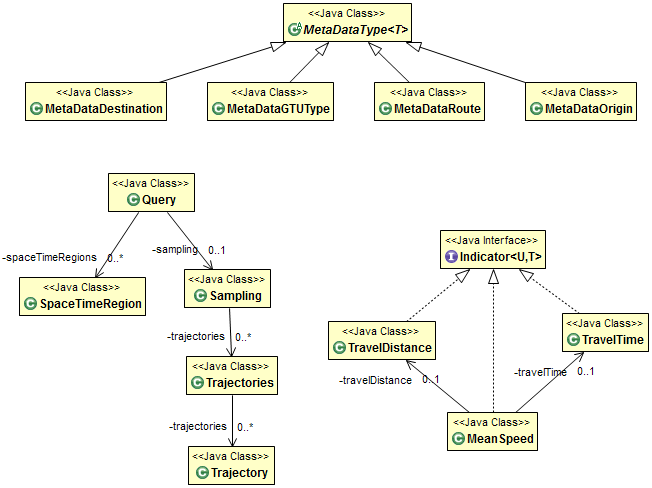 <<Java Class>>
MetaDataType<T>
<<Java Class>>
MetaDataDestination
<<Java Class>>
MetaDataGTUType
<<Java Class>>
MetaDataRoute
<<Java Class>>
MetaDataOrigin
<<Java Class>>
Query
-spaceTimeRegions 0..*
-sampling 0..1
<<Java Class>>
SpaceTimeRegion
<<Java Class>>
Sampling
-trajectories 0..*
<<Java Class>>
Trajectories
-trajectories 0..*
<<Java Class>>
Trajectory
<<Java Interface>>
Indicator<U,T>
<<Java Class>>
TravelDistance
<<Java Class>>
TravelTime
-travelDistance 0..1
-travelTime 0..1
<<Java Class>>
MeanSpeed